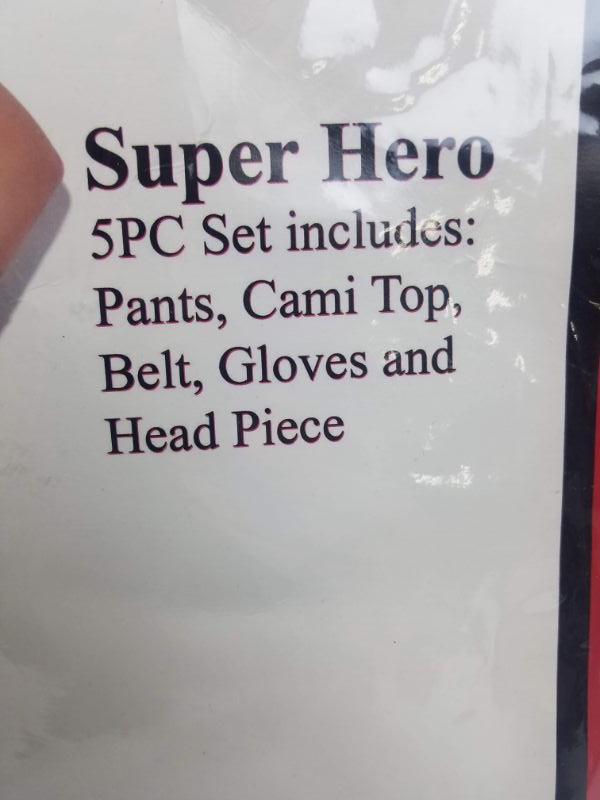 Super Hero
5PC Set includes:
Pants, Cami Top,
Belt, Gloves and
Head Piece